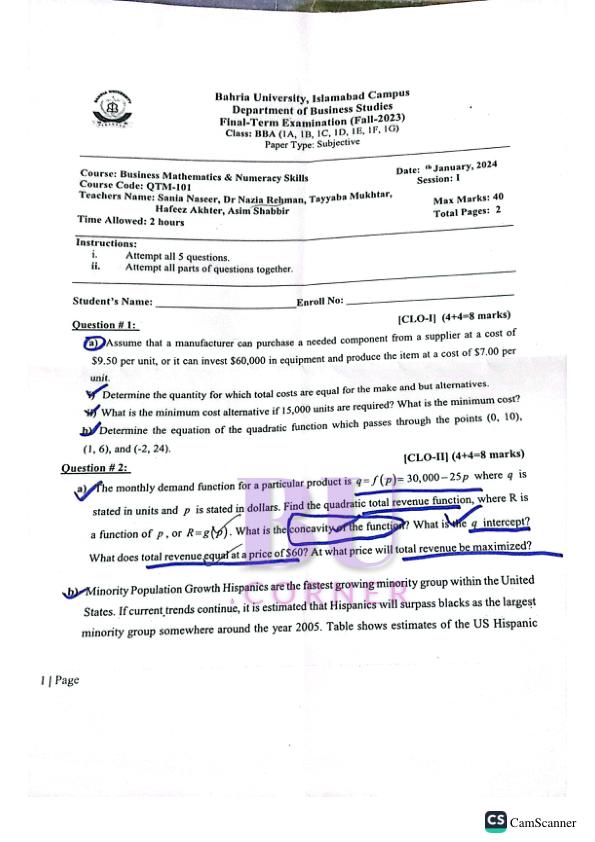 Bahria University, Islamabad Campus
Department of Business Studies
Final-Term Examination (Fall-2023)
Class: BBA (1A, 1B, 1C, 1D, 1E, 1F, 1G)
Paper Type: Subjective
Course: Business Mathematics & Numeracy Skills
Date: th January, 2024
Course Code: QTM-101
Session: I
Teachers Name: Sania Naseer, Dr Nazia Rehman, Tayyaba Mukhtar,
Max Marks: 40
Hafeez Akhter, Asim Shabbir
Total Pages: 2
Time Allowed: 2 hours
Instructions:
i. Attempt all 5 questions.
ii. Attempt all parts of questions together.
Student's Name: Enroll No:
[CLO-I] (4+4=8 marks)
Question # 1:
a) Assume that a manufacturer can purchase a needed component from a supplier at a cost of
$9.50 per unit, or it can invest $60,000 in equipment and produce the item at a cost of $7.00 per
unit.
i) Determine the quantity for which total costs are equal for the make and but alternatives.
ii) What is the minimum cost alternative if 15,000 units are required? What is the minimum cost?
b) Determine the equation of the quadratic function which passes through the points (0, 10),
(1, 6), and (-2, 24).
[CLO-II] (4+4=8 marks)
Question # 2:
a) The monthly demand function for a particular product is q = f(p) = 30,000 – 25p where q is
stated in units and p is stated in dollars. Find the quadratic total revenue function, where R is
a function of p, or R = g(p). What is the concavity of the function? What is the q intercept?
What does total revenue equal at a price of $60? At what price will total revenue be maximized?
b) Minority Population Growth Hispanics are the fastest growing minority group within the United
States. If current trends continue, it is estimated that Hispanics will surpass blacks as the largest
minority group somewhere around the year 2005. Table shows estimates of the US Hispanic
BU
CORNER
1 | Page
CS CamScanner